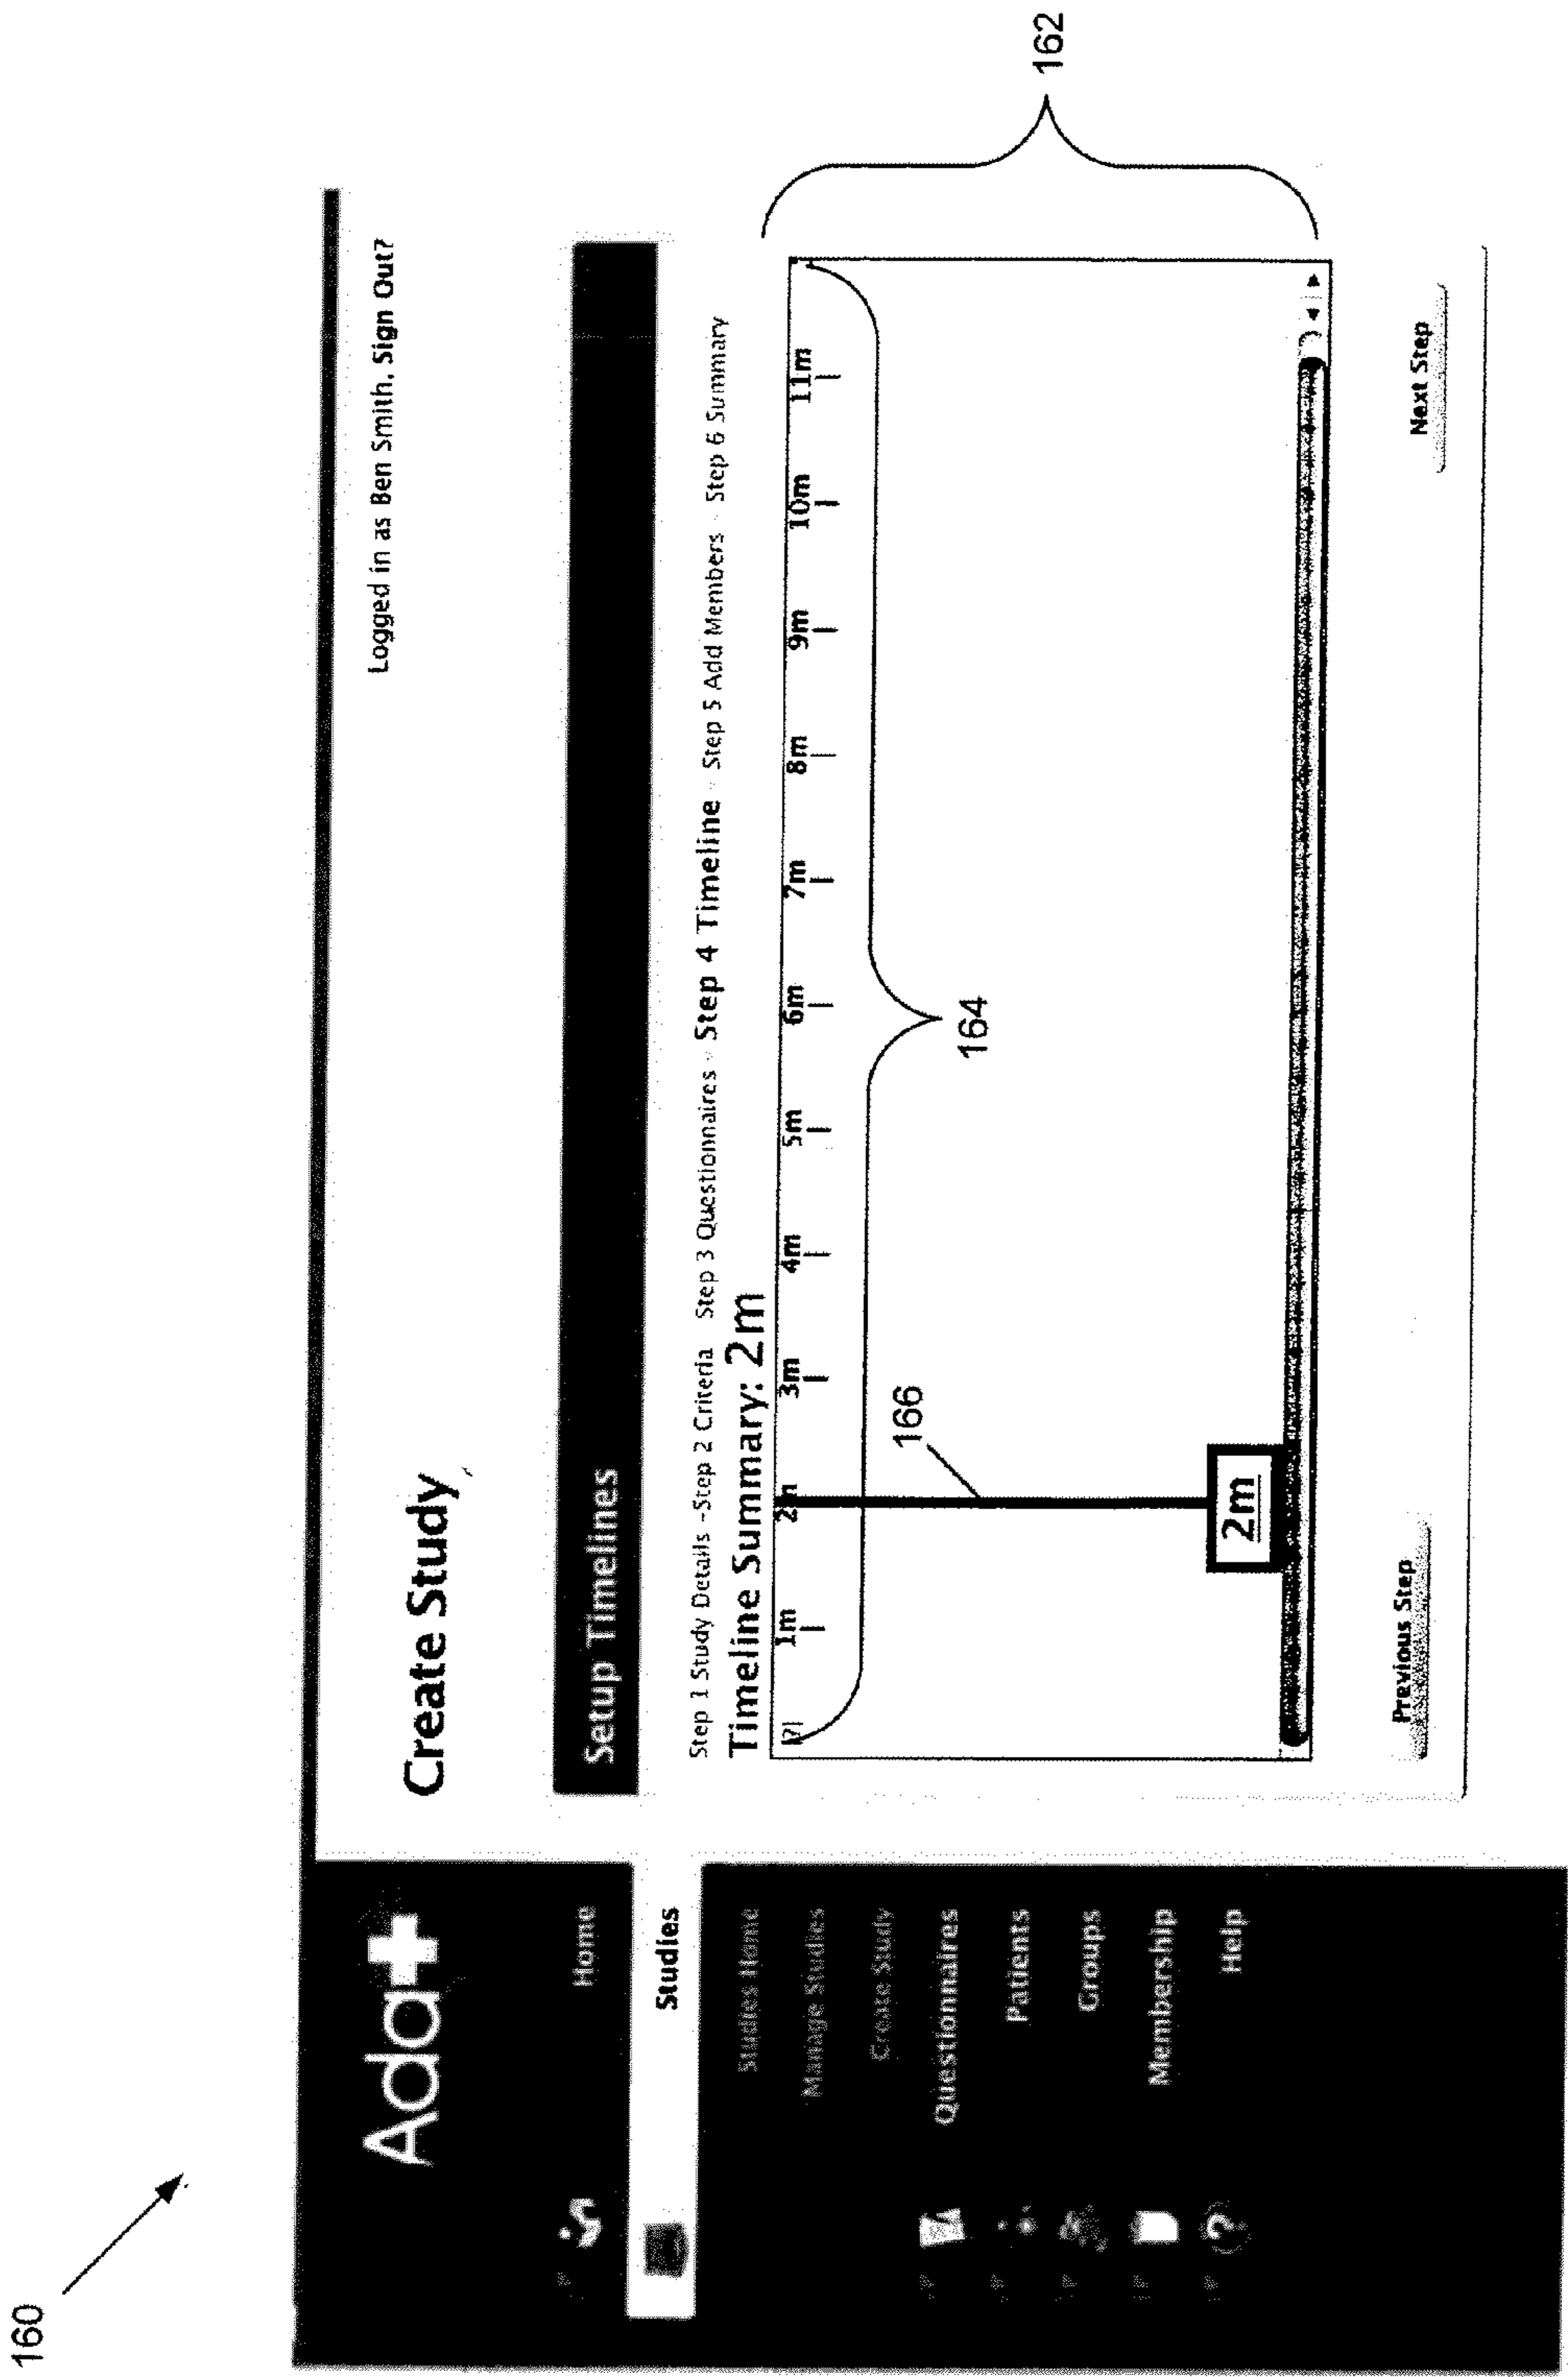 160
Ada+
Logged in as Ben Smith, Sign Out?
Create Study
Home
Studies
Studies Home
Manage Studies
Create Study
Questionnaires
Patients
Groups
Membership
Help
Setup Timelines
Step 1 Study Details - Step 2 Criteria Step 3 Questionnaires - Step 4 Timeline - Step 5 Add Members - Step 6 Summary
Timeline Summary: 2m
1m 2m 3m 4m 5m 6m 7m 8m 9m 10m 11m
162
164
166
2m
Previous Step
Next Step